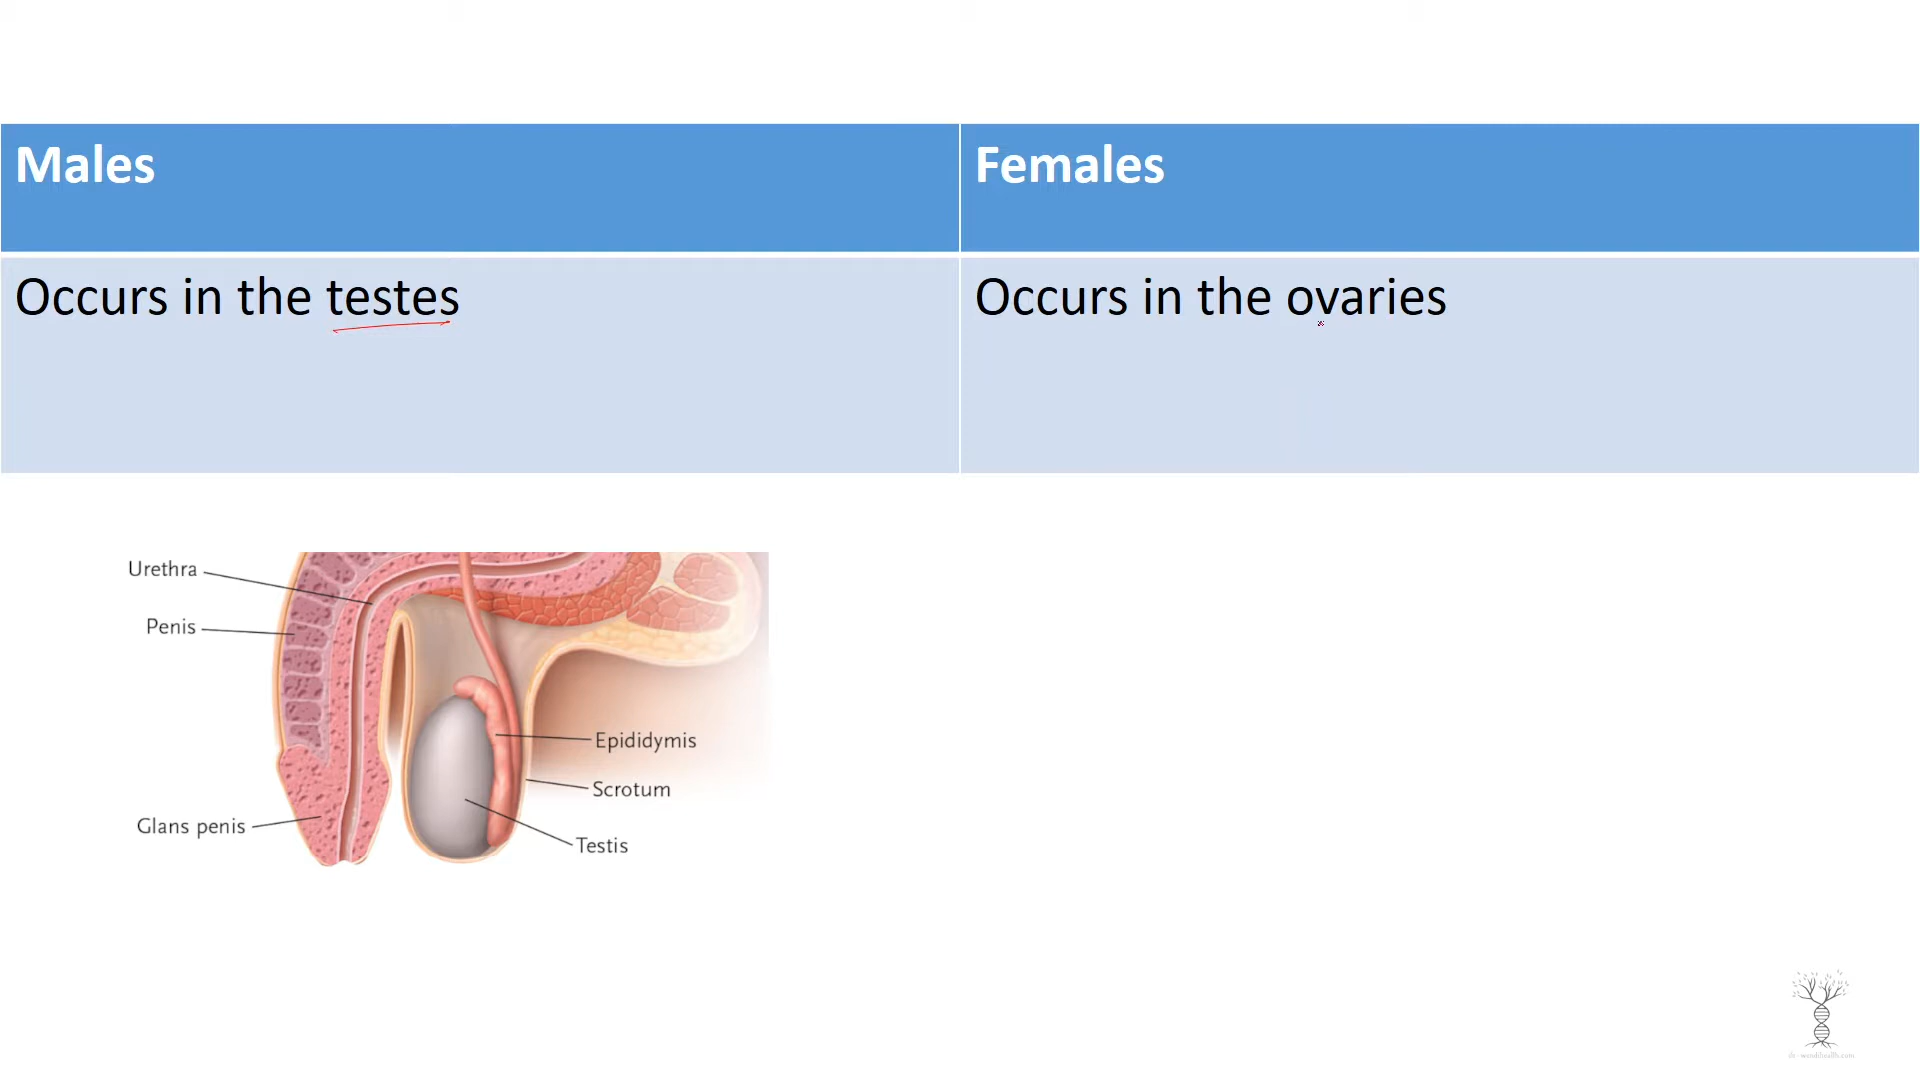 Males
Females
Occurs in the testes
Occurs in the ovaries
Urethra
Penis
Epididymis
Scrotum
Glans penis
Testis